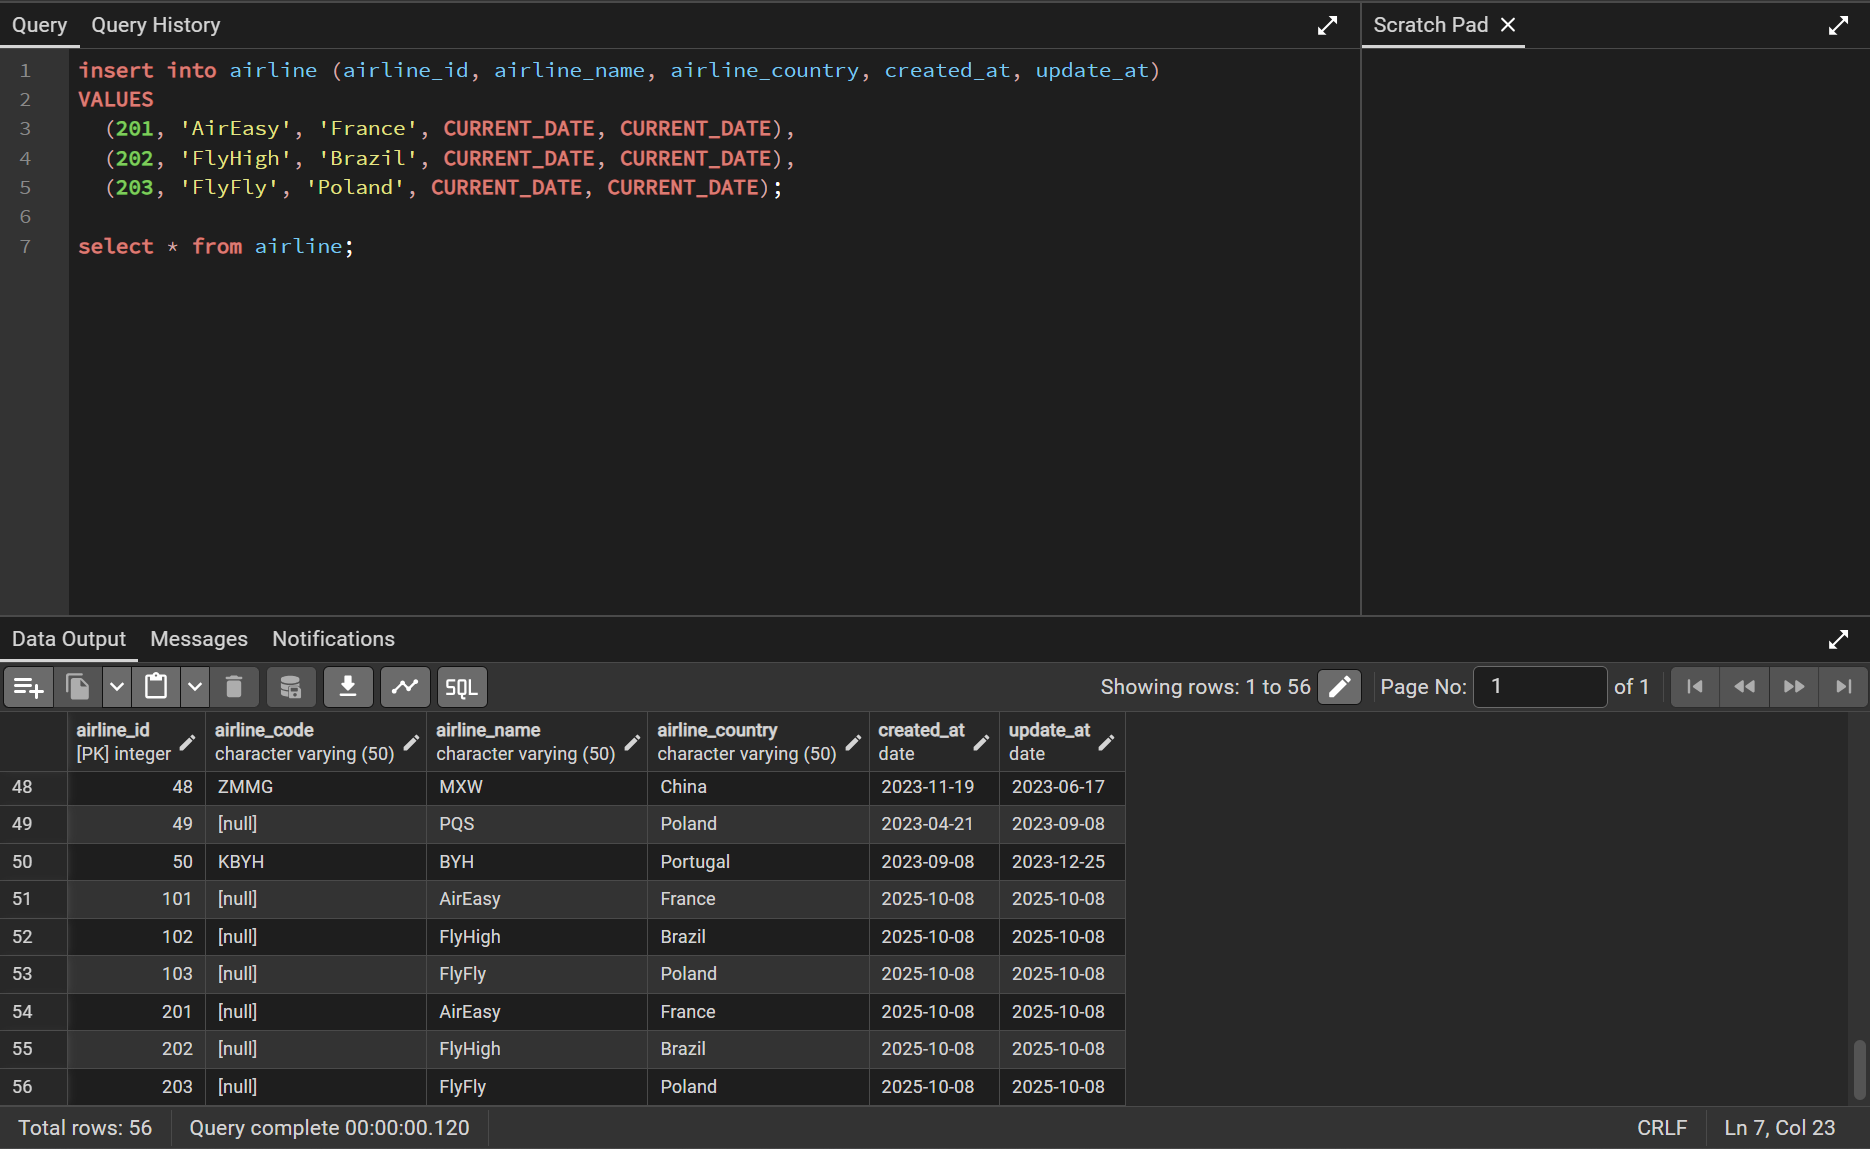 Query Query History Scratch Pad
1 insert into airline (airline_id, airline_name, airline_country, created_at, update_at)
2 VALUES
3 (201, 'AirEasy', 'France', CURRENT_DATE, CURRENT_DATE),
4 (202, 'FlyHigh', 'Brazil', CURRENT_DATE, CURRENT_DATE),
5 (203, 'FlyFly', 'Poland', CURRENT_DATE, CURRENT_DATE);
6
7 select * from airline;
Data Output Messages Notifications
SQL Showing rows: 1 to 56 Page No: 1 of 1
airline_id airline_code airline_name airline_country created_at update_at
[PK] integer character varying (50) character varying (50) character varying (50) date date
48 48 ZMMG MXW China 2023-11-19 2023-06-17
49 49 [null] PQS Poland 2023-04-21 2023-09-08
50 50 KBYH BYH Portugal 2023-09-08 2023-12-25
51 101 [null] AirEasy France 2025-10-08 2025-10-08
52 102 [null] FlyHigh Brazil 2025-10-08 2025-10-08
53 103 [null] FlyFly Poland 2025-10-08 2025-10-08
54 201 [null] AirEasy France 2025-10-08 2025-10-08
55 202 [null] FlyHigh Brazil 2025-10-08 2025-10-08
56 203 [null] FlyFly Poland 2025-10-08 2025-10-08
Total rows: 56 Query complete 00:00:00.120 CRLF Ln 7, Col 23